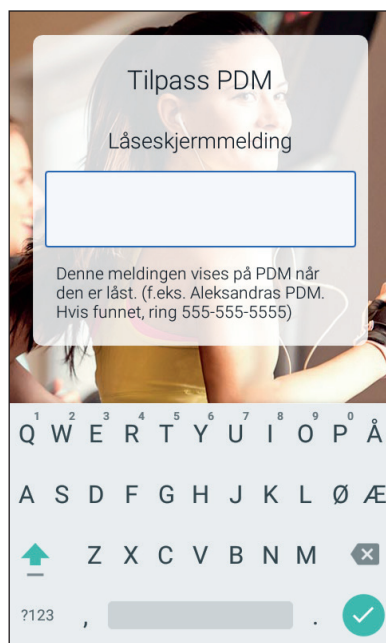 Tilpass PDM
Låseskjermmelding
Denne meldingen vises på PDM når
den er låst. (f.eks. Aleksandras PDM.
Hvis funnet, ring 555-555-5555)
1 2 3 4 5 6 7 8 9 0
Q W E R T Y U I O P Å
A S D F G H J K L Ø Æ
Z X C V B N M
?123 , .